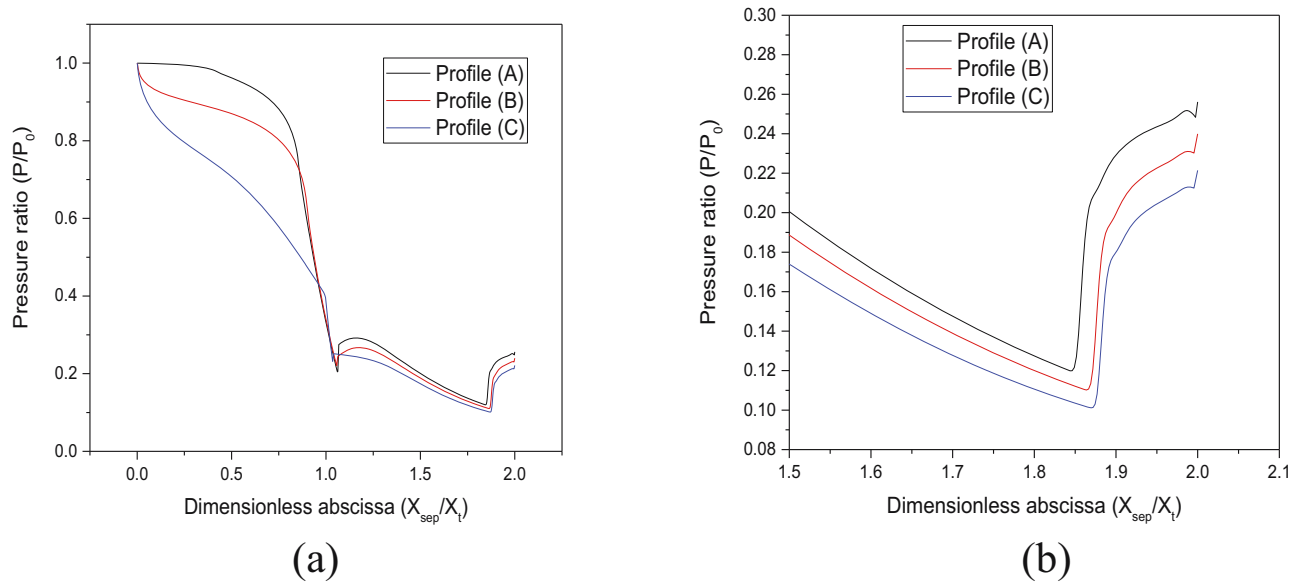 Pressure ratio (P/P0)
1.0
0.8
0.6
0.4
0.2
0.0
Profile (A)
Profile (B)
Profile (C)
0.0 0.5 1.0 1.5 2.0
Dimensionless abscissa (Xsep/Xt)
(a)
Pressure ratio (P/P0)
0.30
0.28
0.26
0.24
0.22
0.20
0.18
0.16
0.14
0.12
0.10
0.08
Profile (A)
Profile (B)
Profile (C)
1.5 1.6 1.7 1.8 1.9 2.0 2.1
Dimensionless abscissa (Xsep/Xt)
(b)